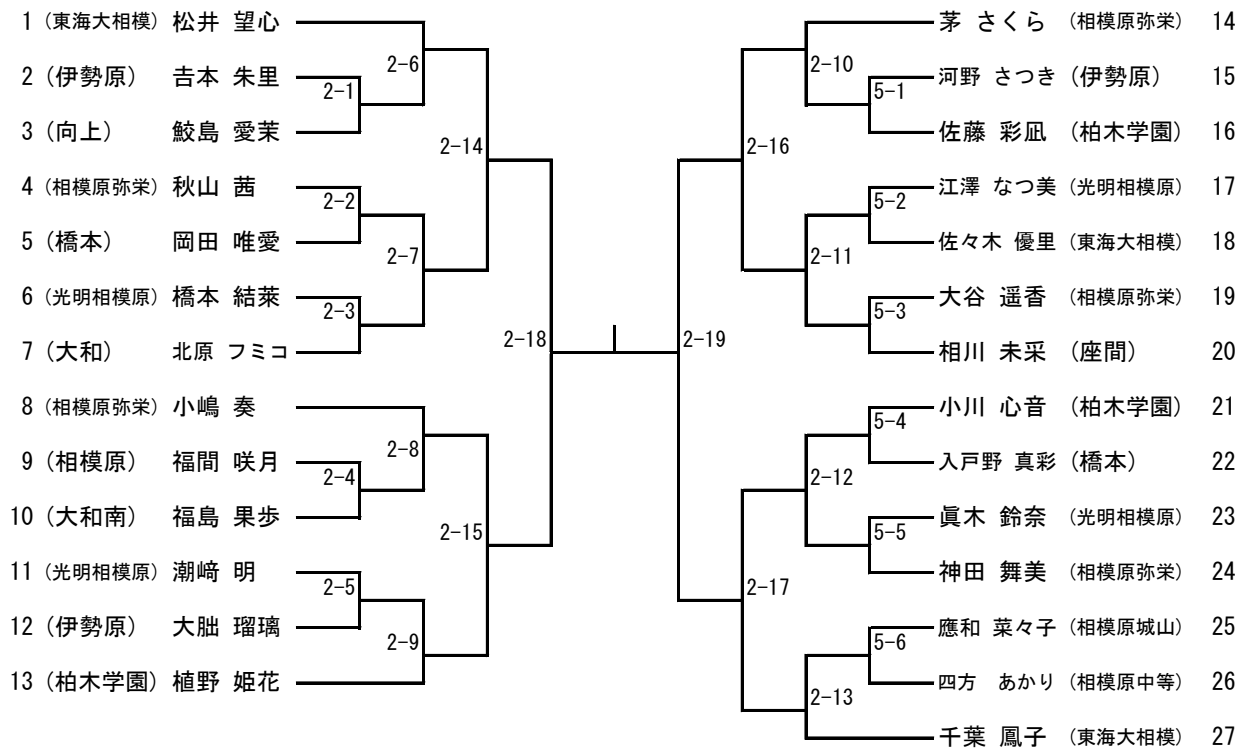 1 (東海大相模) 松井 望心
2 (伊勢原) 𠮷本 朱里
3 (向上) 鮫島 愛茉
4 (相模原弥栄) 秋山 茜
5 (橋本) 岡田 唯愛
6 (光明相模原) 橋本 結萊
7 (大和) 北原 フミコ
8 (相模原弥栄) 小嶋 奏
9 (相模原) 福間 咲月
10 (大和南) 福島 果歩
11 (光明相模原) 潮﨑 明
12 (伊勢原) 大朏 瑠璃
13 (柏木学園) 植野 姫花
2-1
2-2
2-3
2-4
2-5
2-6
2-7
2-8
2-9
2-14
2-15
2-18
2-19
2-16
2-17
2-10
2-11
2-12
2-13
5-1
5-2
5-3
5-4
5-5
5-6
茅 さくら (相模原弥栄) 14
河野 さつき (伊勢原) 15
佐藤 彩凪 (柏木学園) 16
江澤 なつ美 (光明相模原) 17
佐々木 優里 (東海大相模) 18
大谷 遥香 (相模原弥栄) 19
相川 未采 (座間) 20
小川 心音 (柏木学園) 21
入戸野 真彩 (橋本) 22
眞木 鈴奈 (光明相模原) 23
神田 舞美 (相模原弥栄) 24
應和 菜々子 (相模原城山) 25
四方 あかり (相模原中等) 26
千葉 鳳子 (東海大相模) 27